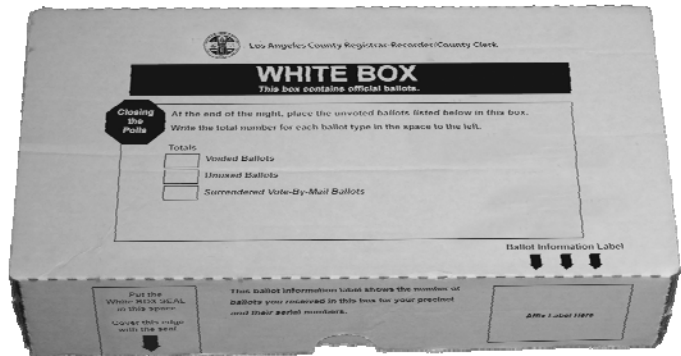 Los Angeles County Registrar-Recorder/County Clerk
WHITE BOX
This box contains official ballots.
Closing
the
Polls
At the end of the night, place the unvoted ballots listed below in this box.
Write the total number for each ballot type in the space to the left.
Totals
Voided Ballots
Unused Ballots
Surrendered Vote-By-Mail Ballots
Ballot Information Label
Put the
White BOX SEAL
in this space
Cover this edge
with the seal
This ballot information label shows the number of
ballots you received in this box for your precinct
and their serial numbers.
Affix Label Here